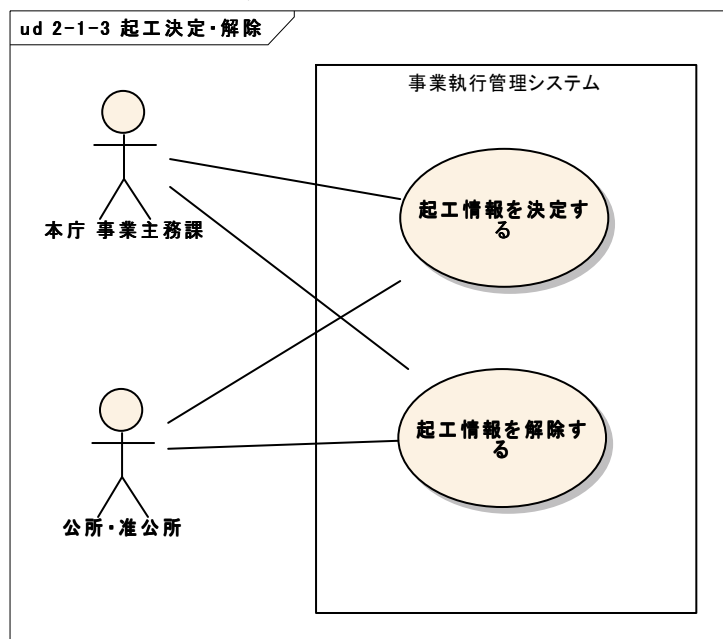 ud 2-1-3 起工決定・解除
事業執行管理システム
起工情報を決定す
る
本庁 事業主務課
起工情報を解除す
る
公所・准公所